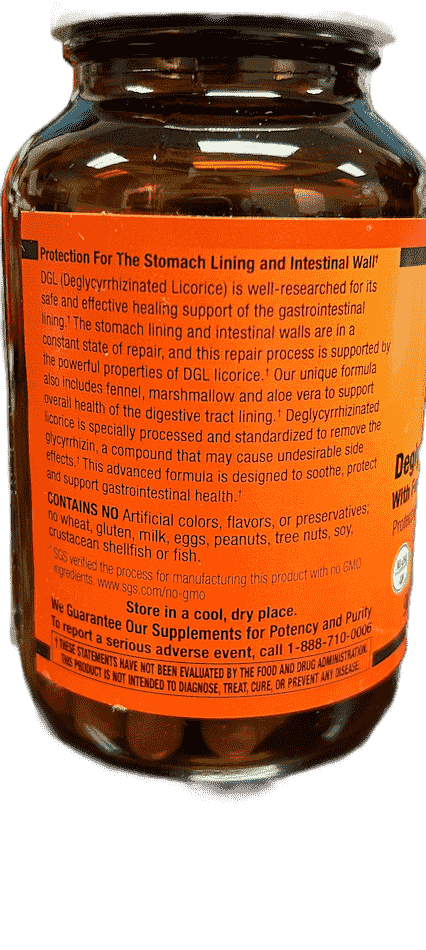 Protection For The Stomach Lining and Intestinal Wall†
DGL (Deglycyrrhizinated Licorice) is well-researched for its
safe and effective healing support of the gastrointestinal
lining.† The stomach lining and intestinal walls are in a
constant state of repair, and this repair process is supported by
the powerful properties of DGL licorice.† Our unique formula
also includes fennel, marshmallow and aloe vera to support
overall health of the digestive tract lining.† Deglycyrrhizinated
licorice is specially processed and standardized to remove the
glycyrrhizin, a compound that may cause undesirable side
effects.† This advanced formula is designed to soothe, protect
and support gastrointestinal health.†
CONTAINS NO Artificial colors, flavors, or preservatives;
no wheat, gluten, milk, eggs, peanuts, tree nuts, soy,
crustacean shellfish or fish.
SGS verified the process for manufacturing this product with no GMO
ingredients. www.sgs.com/no-gmo
Store in a cool, dry place.
We Guarantee Our Supplements for Potency and Purity
To report a serious adverse event, call 1-888-710-0006
†THESE STATEMENTS HAVE NOT BEEN EVALUATED BY THE FOOD AND DRUG ADMINISTRATION.
THIS PRODUCT IS NOT INTENDED TO DIAGNOSE, TREAT, CURE, OR PREVENT ANY DISEASE.
With